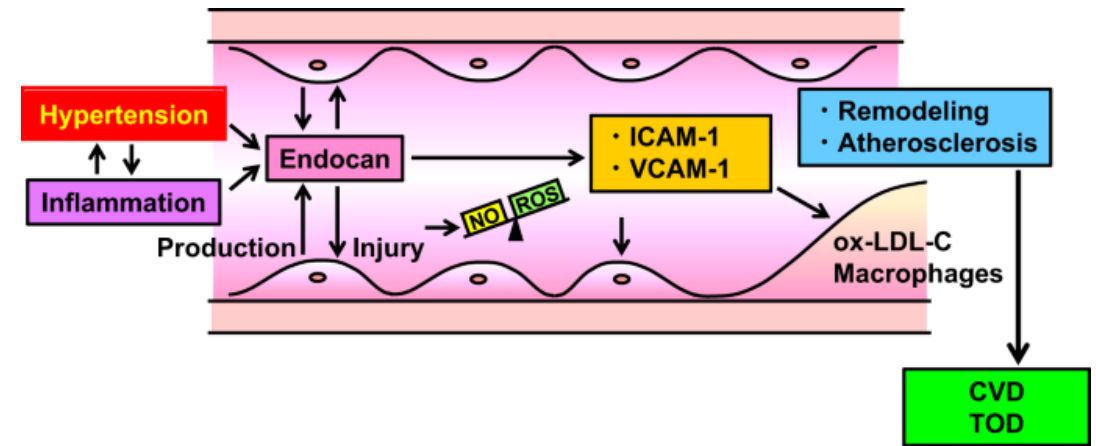 Hypertension
Inflammation
Endocan
Production
Injury
NO
ROS
・ICAM-1
・VCAM-1
・Remodeling
・Atherosclerosis
ox-LDL-C
Macrophages
CVD
TOD